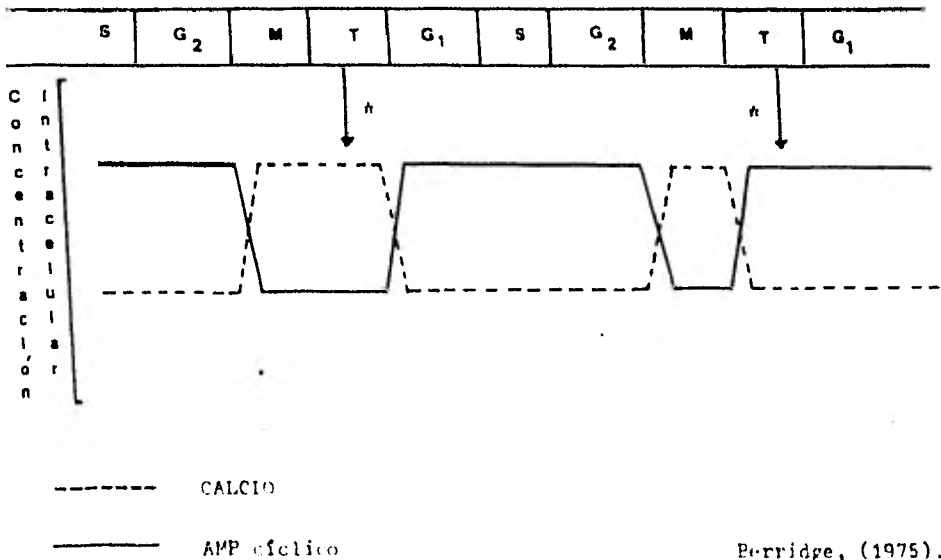 S G₂ M T G₁ S G₂ M T G₁
* *
Concentración
Intracelular
CALCIO
AMP cíclico
Berridge, (1975).